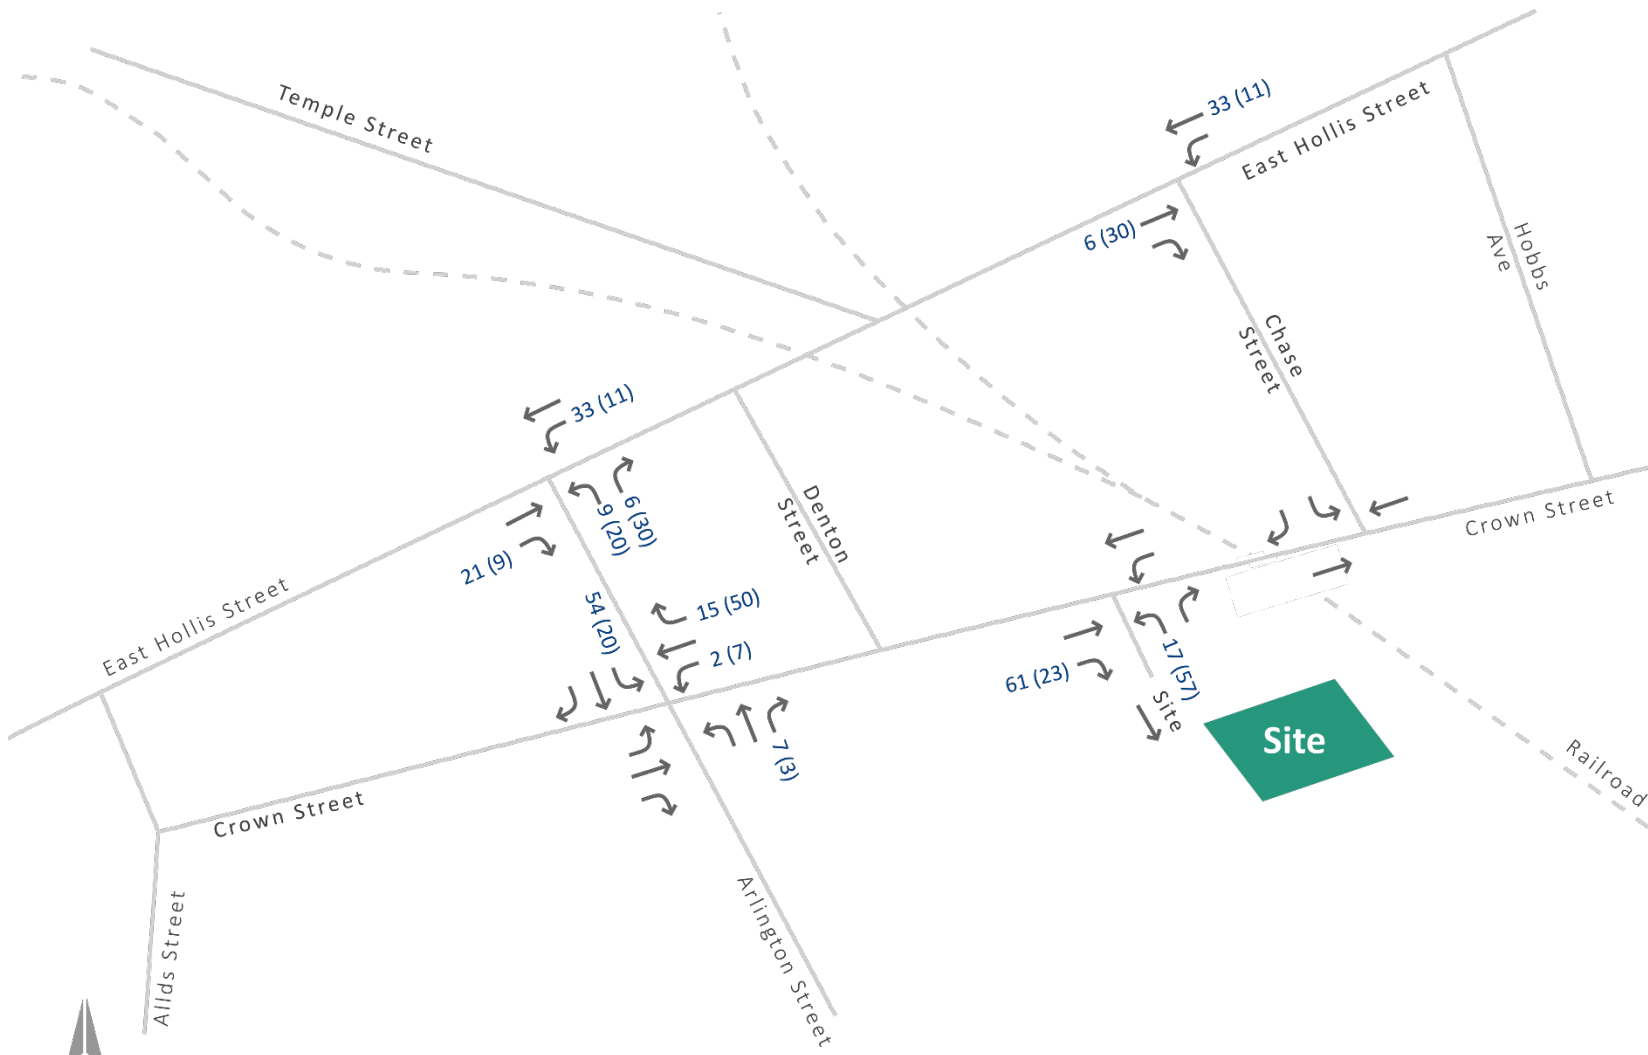 Temple Street
33 (11)
East Hollis Street
6 (30)
Hobbs
Ave
Chase
Street
33 (11)
6 (30)
9 (20)
21 (9)
Denton
Street
Crown Street
East Hollis Street
54 (20)
15 (50)
2 (7)
61 (23)
17 (57)
Site
Site
7 (3)
Railroad
Crown Street
Arlington Street
Allds Street